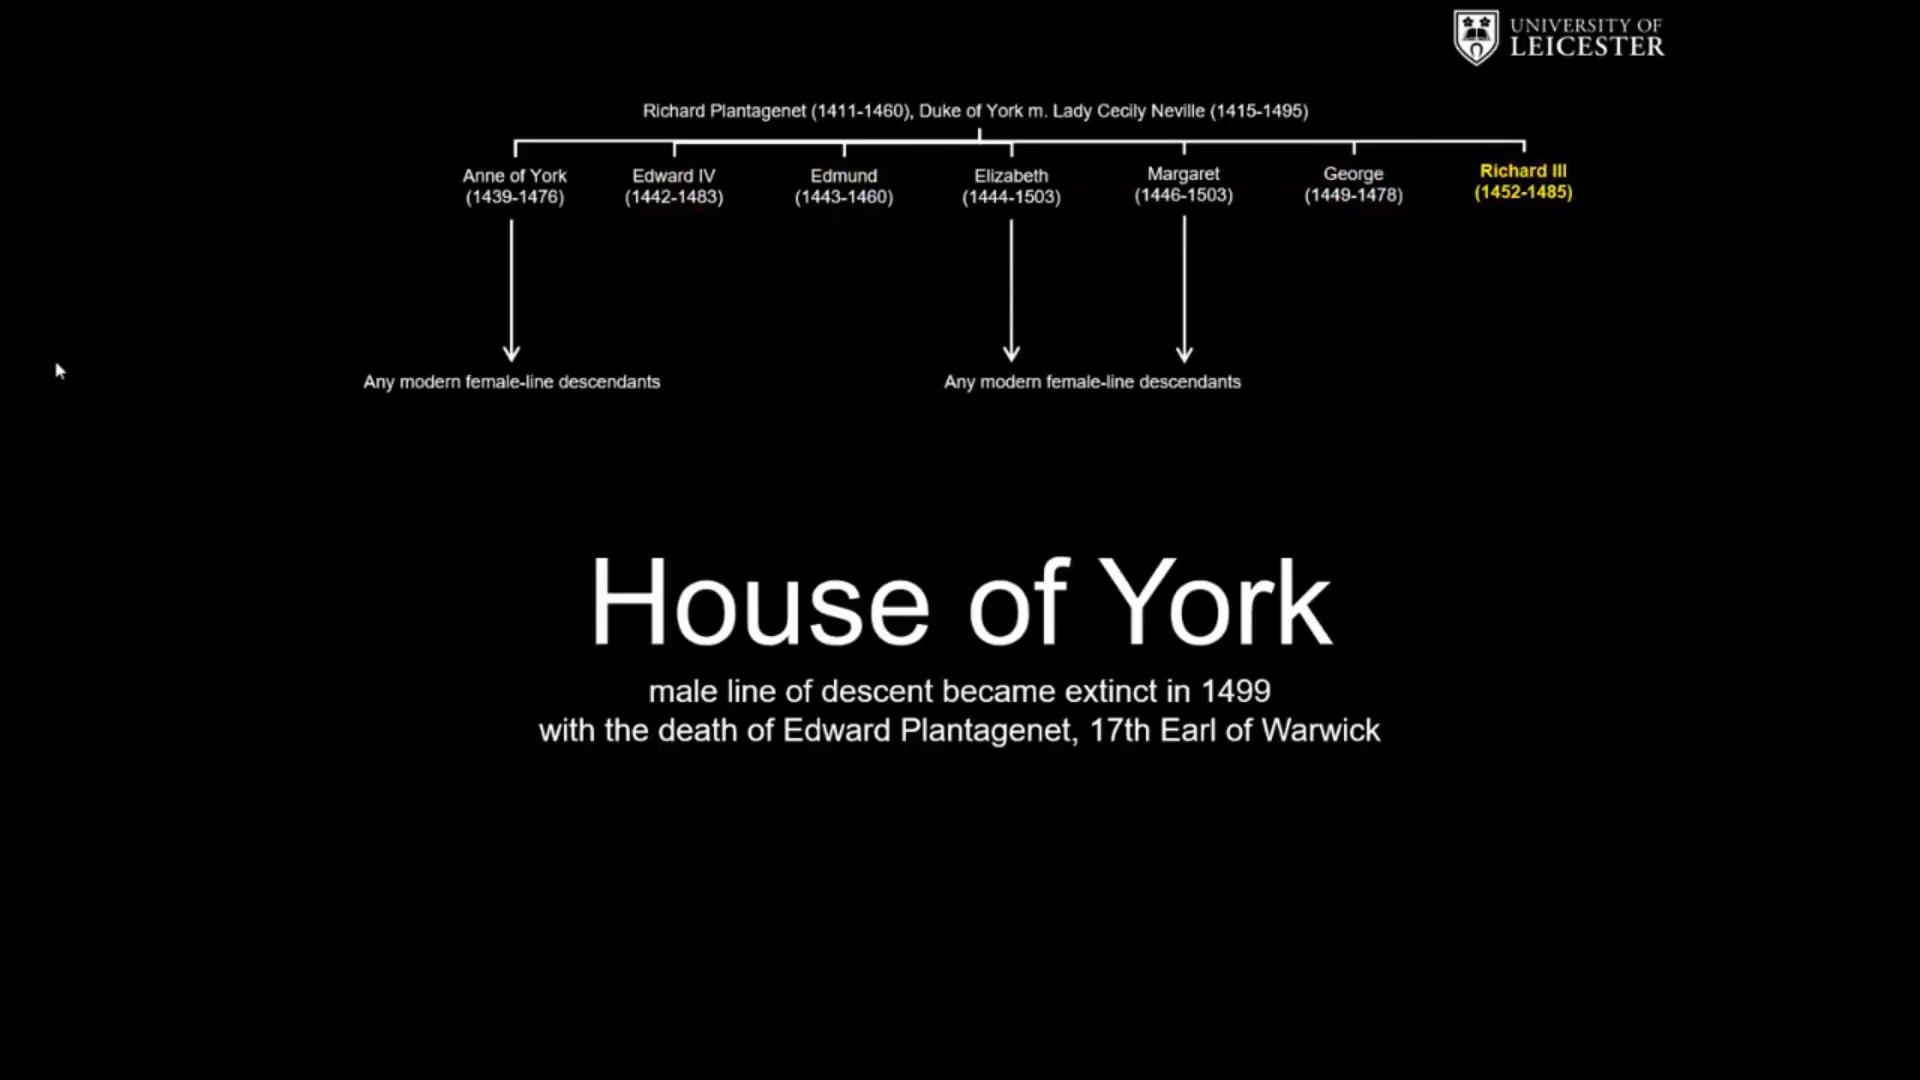 UNIVERSITY OF
LEICESTER
Richard Plantagenet (1411-1460), Duke of York m. Lady Cecily Neville (1415-1495)
Anne of York
(1439-1476)
Edward IV
(1442-1483)
Edmund
(1443-1460)
Elizabeth
(1444-1503)
Margaret
(1446-1503)
George
(1449-1478)
Richard III
(1452-1485)
Any modern female-line descendants
Any modern female-line descendants
House of York
male line of descent became extinct in 1499
with the death of Edward Plantagenet, 17th Earl of Warwick